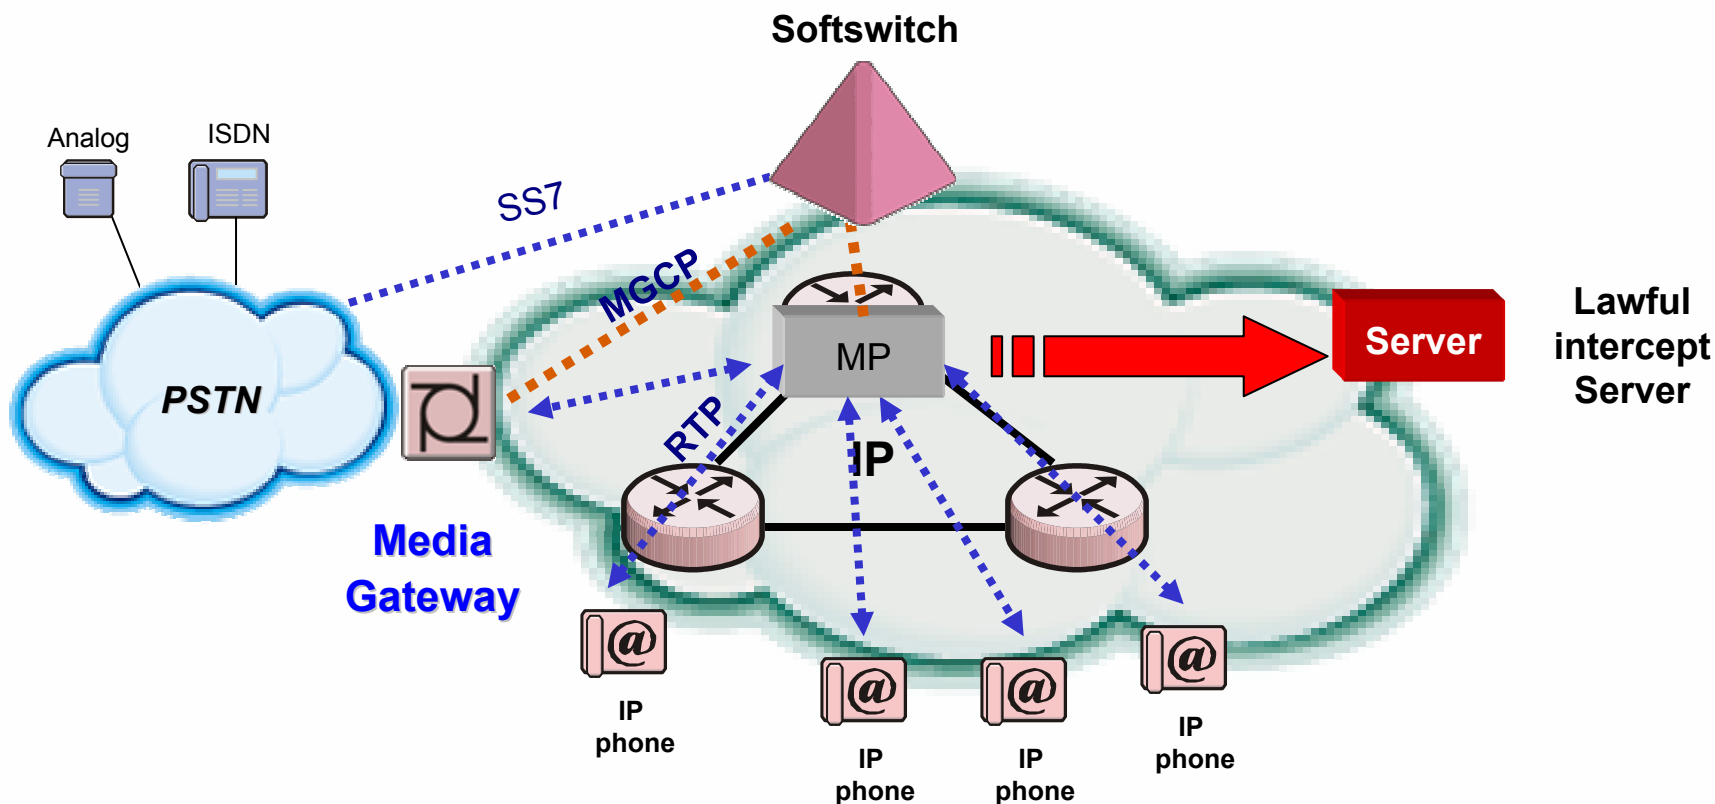 Softswitch
Analog
ISDN
SS7
MGCP
Lawful
intercept
Server
Server
MP
PSTN
RTP
IP
Media
Gateway
@
@
@
@
IP
phone
IP
phone
IP
phone
IP
phone